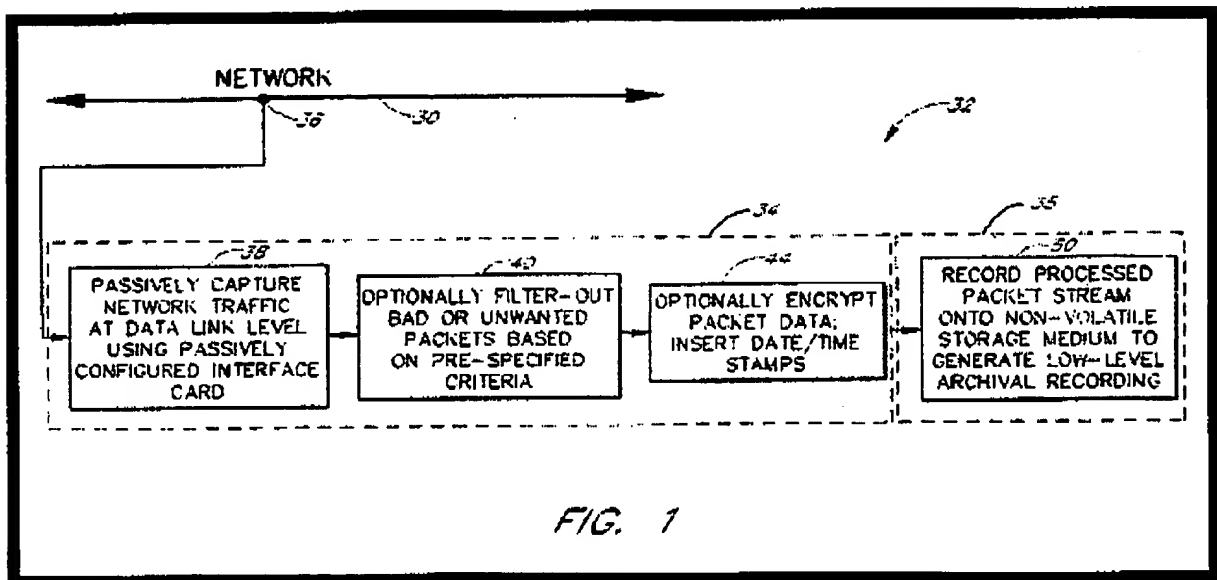 NETWORK
36
30
32
34
35
38
PASSIVELY CAPTURE
NETWORK TRAFFIC
AT DATA LINK LEVEL
USING PASSIVELY
CONFIGURED INTERFACE
CARD
40
OPTIONALLY FILTER-OUT
BAD OR UNWANTED
PACKETS BASED
ON PRE-SPECIFIED
CRITERIA
44
OPTIONALLY ENCRYPT
PACKET DATA;
INSERT DATE/TIME
STAMPS
50
RECORD PROCESSED
PACKET STREAM
ONTO NON-VOLATILE
STORAGE MEDIUM TO
GENERATE LOW-LEVEL
ARCHIVAL RECORDING
FIG. 1